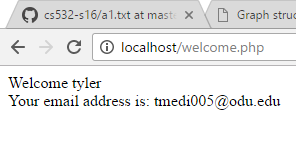 cs532-s16/a1.txt at maste
Graph struc
localhost/welcome.php
Welcome tyler
Your email address is: tmedi005@odu.edu